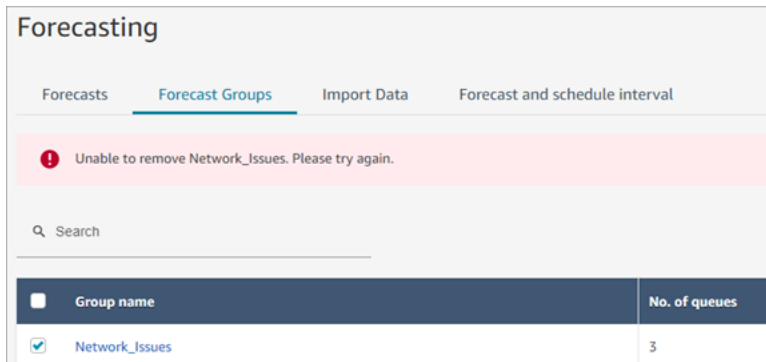 Forecasting
Forecasts Forecast Groups Import Data Forecast and schedule interval
Unable to remove Network_Issues. Please try again.
Search
Group name No. of queues
Network_Issues 3